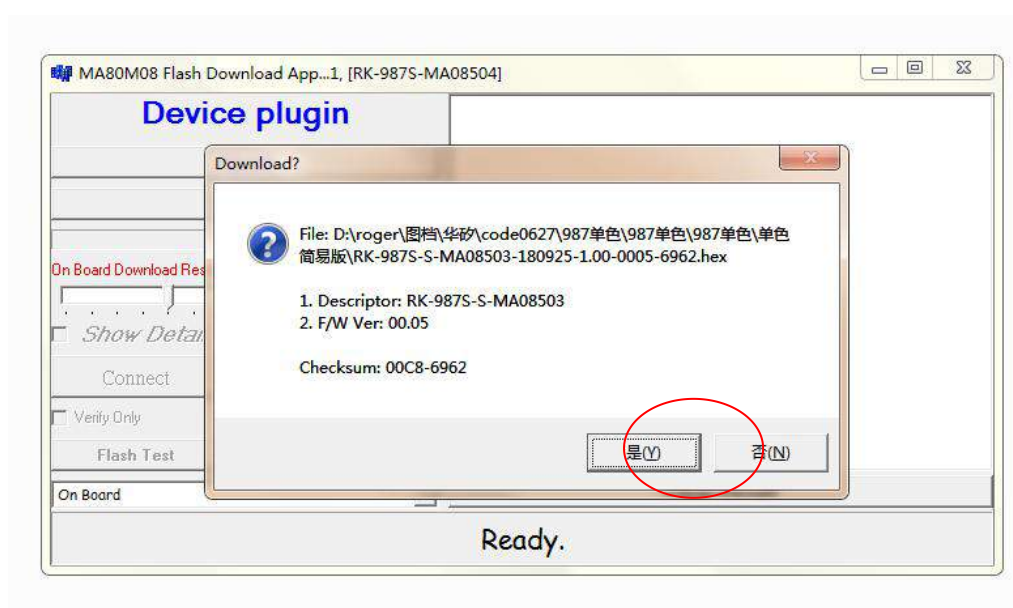 MA80M08 Flash Download App...1, [RK-987S-MA08504]
Device plugin
Download?
File: D:\roger\图档\华矽\code0627\987单色\987单色\987单色\单色
简易版\RK-987S-S-MA08503-180925-1.00-0005-6962.hex
1. Descriptor: RK-987S-S-MA08503
2. F/W Ver: 00.05
Checksum: 00C8-6962
是(Y)
否(N)
On Board Download Res
Show Detai
Connect
Verify Only
Flash Test
On Board
Ready.